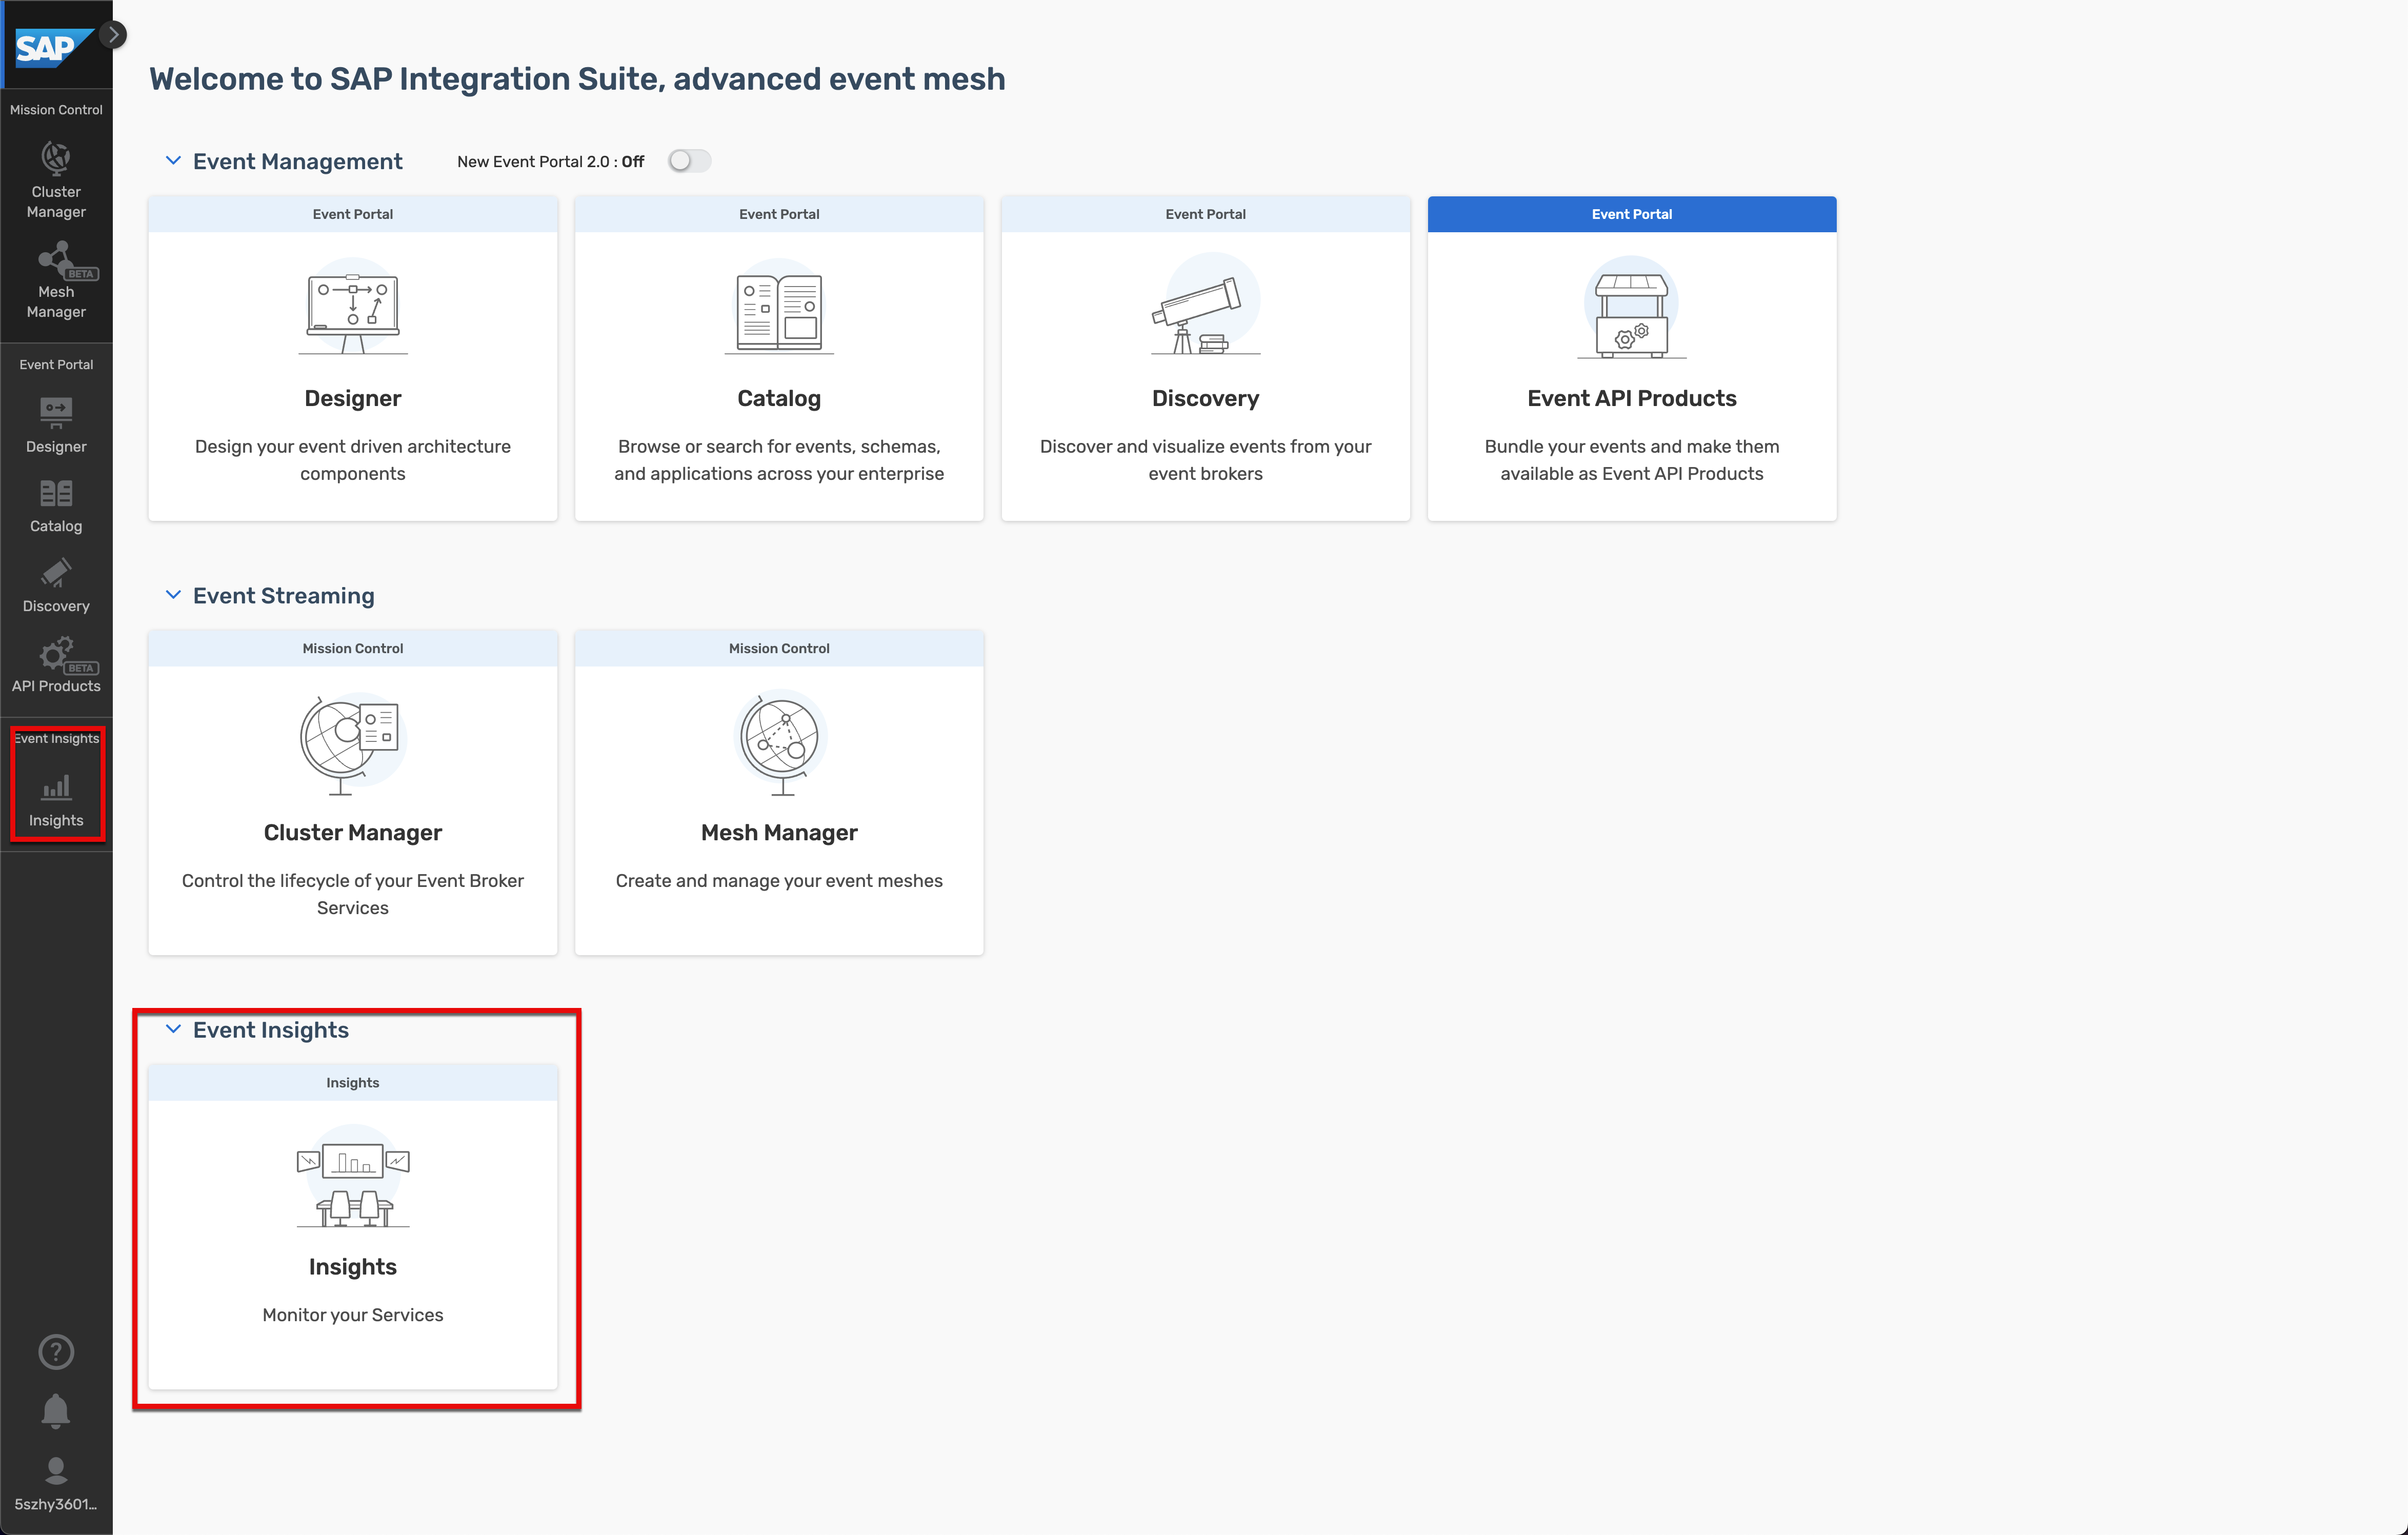 SAP
Mission Control
Cluster
Manager
BETA
Mesh
Manager
Event Portal
Designer
Catalog
Discovery
BETA
API Products
Event Insights
Insights
?
5szhy3601...
Welcome to SAP Integration Suite, advanced event mesh
Event Management
New Event Portal 2.0 : Off
Event Portal
Designer
Design your event driven architecture
components
Event Portal
Catalog
Browse or search for events, schemas,
and applications across your enterprise
Event Portal
Discovery
Discover and visualize events from your
event brokers
Event Portal
Event API Products
Bundle your events and make them
available as Event API Products
Event Streaming
Mission Control
Cluster Manager
Control the lifecycle of your Event Broker
Services
Mission Control
Mesh Manager
Create and manage your event meshes
Event Insights
Insights
Insights
Monitor your Services